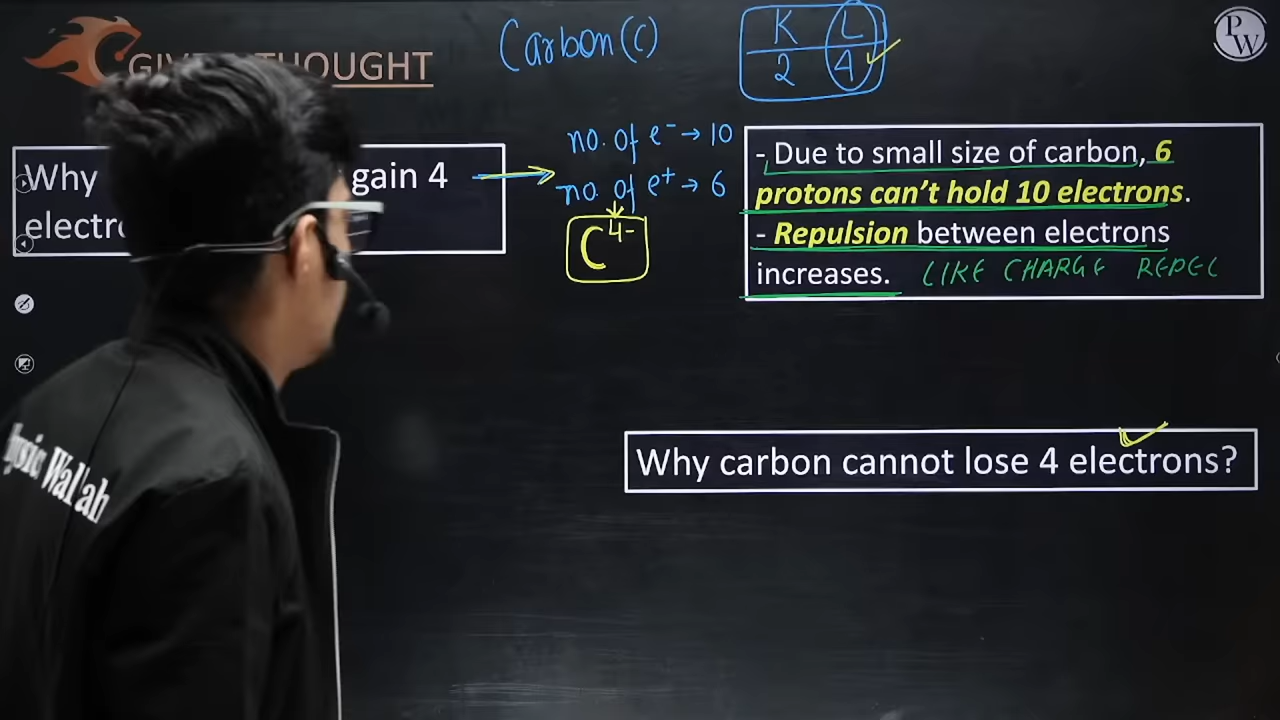 Carbon (C)
K L
2 4
GIVE THOUGHT
PW
Why gain 4
electro
no. of e⁻ → 10
no. of e⁺ → 6
C⁴⁻
- Due to small size of carbon, 6
protons can't hold 10 electrons.
- Repulsion between electrons
increases. LIKE CHARGE REPEL
Why carbon cannot lose 4 electrons?
Physics Wallah